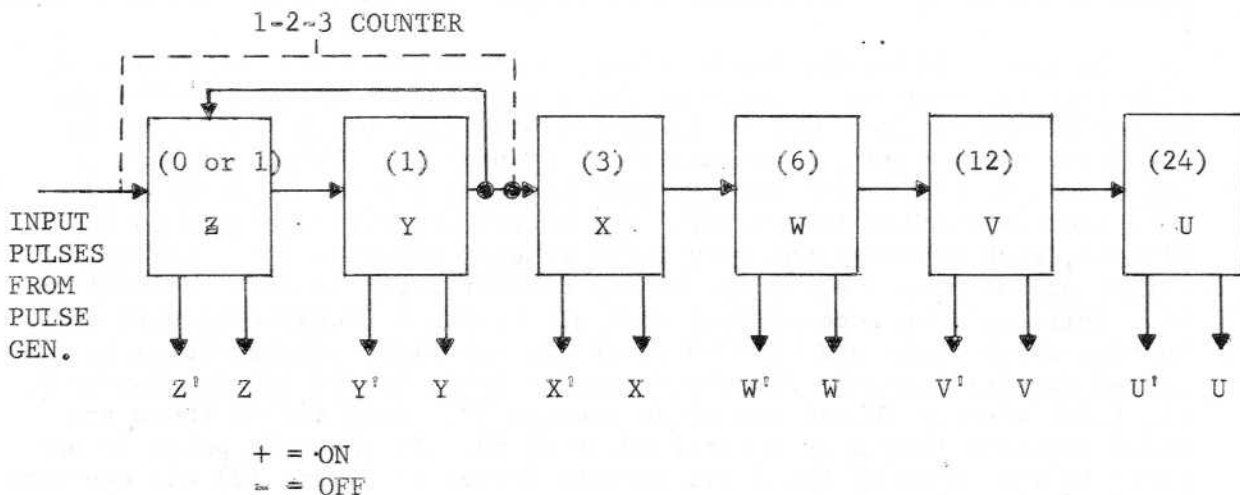 1-2-3 COUNTER
(0 or 1) (1) (3) (6) (12) (24)
Z Y X W V U
INPUT
PULSES
FROM
PULSE
GEN.
Z' Z Y' Y X' X W' W V' V U' U
+ = ON
- = OFF